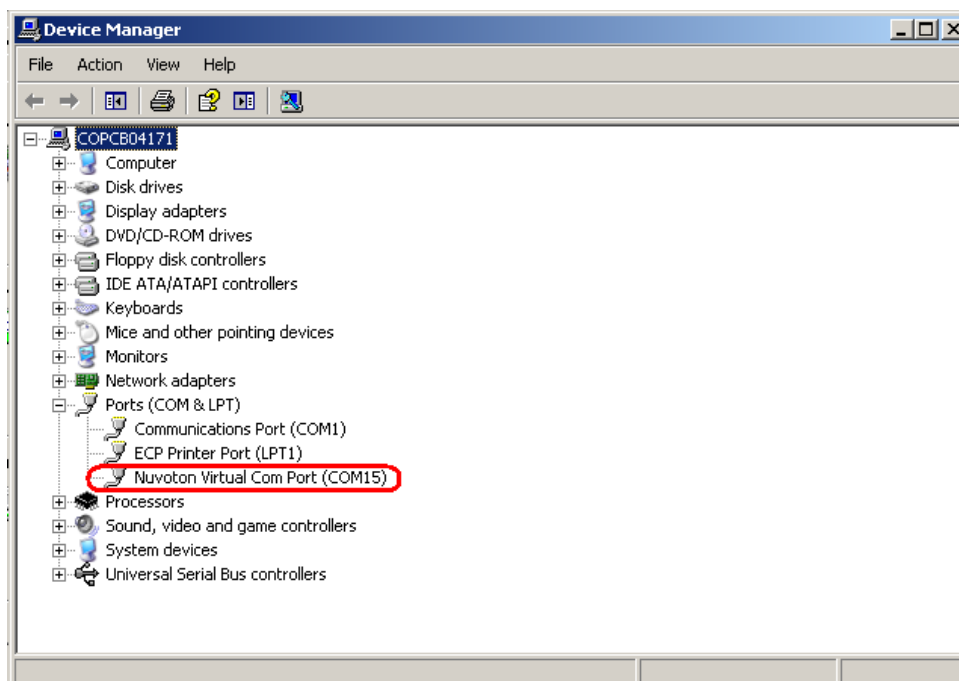 Device Manager
File Action View Help
COPCB04171
Computer
Disk drives
Display adapters
DVD/CD-ROM drives
Floppy disk controllers
IDE ATA/ATAPI controllers
Keyboards
Mice and other pointing devices
Monitors
Network adapters
Ports (COM & LPT)
Communications Port (COM1)
ECP Printer Port (LPT1)
Nuvoton Virtual Com Port (COM15)
Processors
Sound, video and game controllers
System devices
Universal Serial Bus controllers